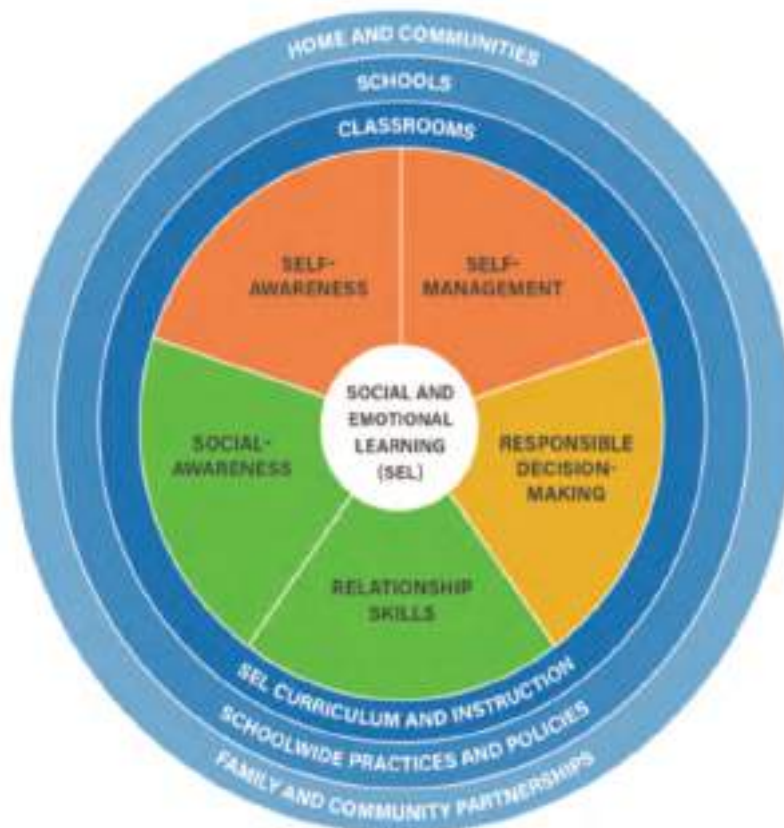 HOME AND COMMUNITIES
SCHOOLS
CLASSROOMS
SELF-
AWARENESS
SELF-
MANAGEMENT
SOCIAL AND
EMOTIONAL
LEARNING
(SEL)
SOCIAL-
AWARENESS
RESPONSIBLE
DECISION-
MAKING
RELATIONSHIP
SKILLS
SEL CURRICULUM AND INSTRUCTION
SCHOOLWIDE PRACTICES AND POLICIES
FAMILY AND COMMUNITY PARTNERSHIPS